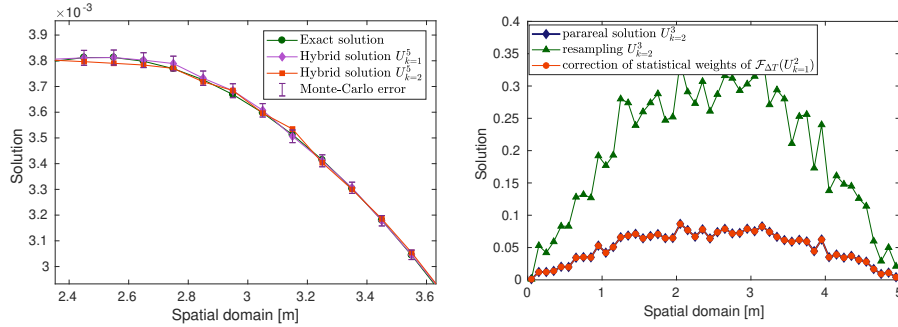 ×10⁻³
3.9
3.8
3.7
3.6
3.5
3.4
3.3
3.2
3.1
3
Solution
Exact solution
Hybrid solution U⁵ₖ₌₁
Hybrid solution U⁵ₖ₌₂
Monte-Carlo error
2.4 2.6 2.8 3 3.2 3.4 3.6
Spatial domain [m]
0.4
0.35
0.3
0.25
0.2
0.15
0.1
0.05
0
Solution
parareal solution U³ₖ₌₂
resampling U³ₖ₌₂
correction of statistical weights of ℱ_ΔT(U²ₖ₌₁)
0 1 2 3 4 5
Spatial domain [m]